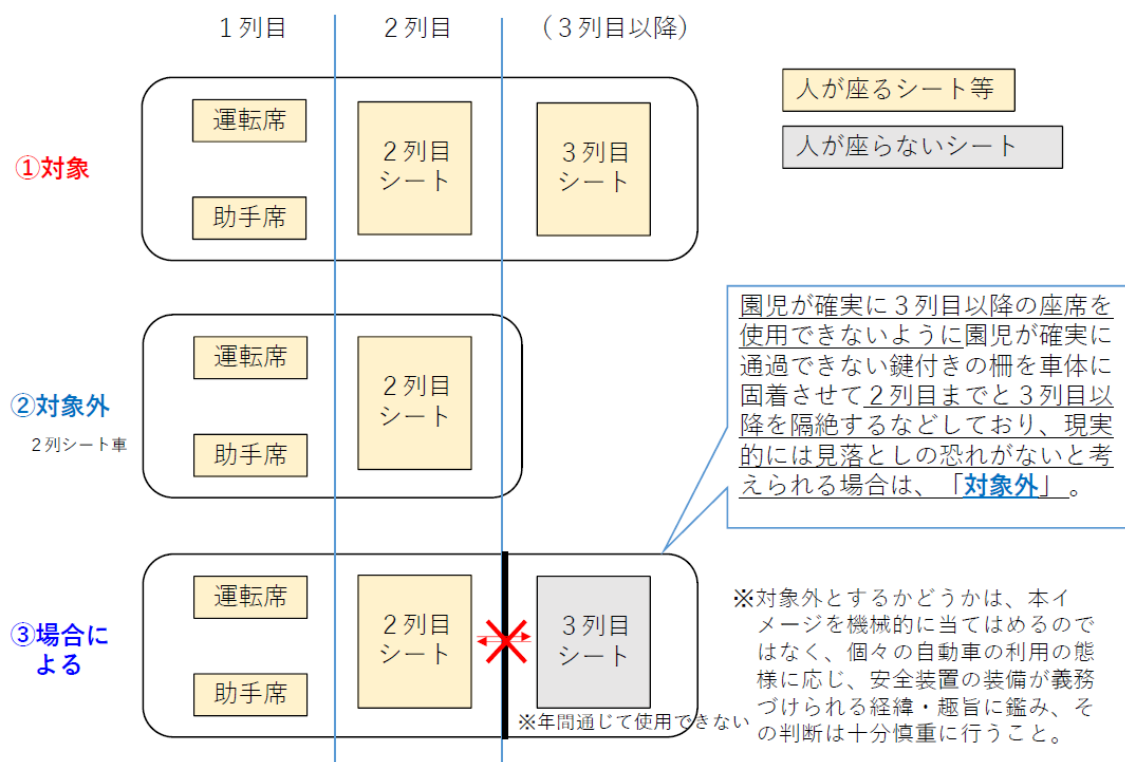 １列目
２列目
(３列目以降)
人が座るシート等
人が座らないシート
①対象
運転席
助手席
２列目
シート
３列目
シート
②対象外
２列シート車
運転席
助手席
２列目
シート
園児が確実に３列目以降の座席を
使用できないように園児が確実に
通過できない鍵付きの柵を車体に
固着させて２列目までと３列目以
降を隔絶するなどしており、現実
的には見落としの恐れがないと考
えられる場合は、「対象外」。
③場合に
よる
運転席
助手席
２列目
シート
３列目
シート
※年間通じて使用できない
※対象外とするかどうかは、本イ
メージを機械的に当てはめるので
はなく、個々の自動車の利用の態
様に応じ、安全装置の装備が義務
づけられる経緯・趣旨に鑑み、そ
の判断は十分慎重に行うこと。